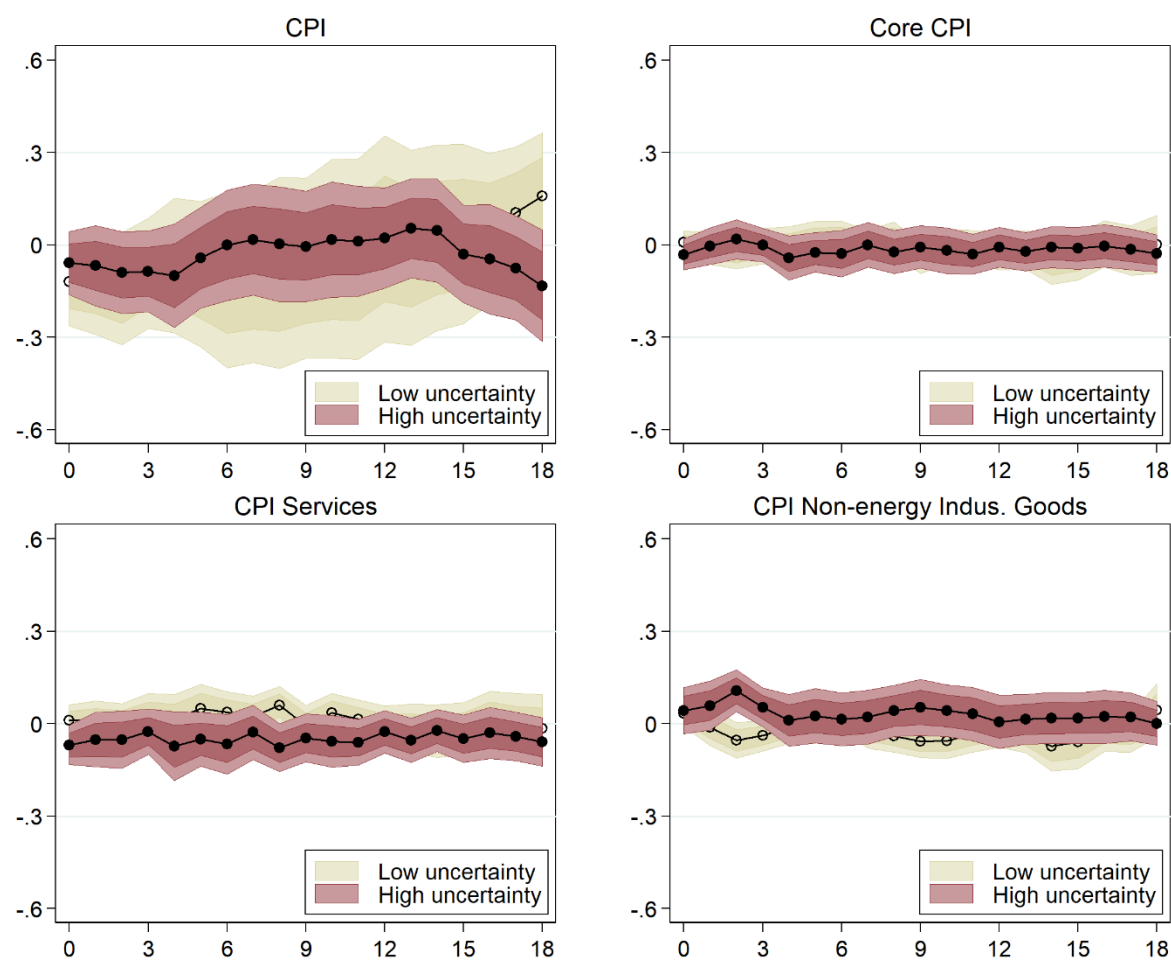 CPI
.6
.3
0
-.3
-.6
Low uncertainty
High uncertainty
0 3 6 9 12 15 18
Core CPI
.6
.3
0
-.3
-.6
Low uncertainty
High uncertainty
0 3 6 9 12 15 18
CPI Services
.6
.3
0
-.3
-.6
Low uncertainty
High uncertainty
0 3 6 9 12 15 18
CPI Non-energy Indus. Goods
.6
.3
0
-.3
-.6
Low uncertainty
High uncertainty
0 3 6 9 12 15 18